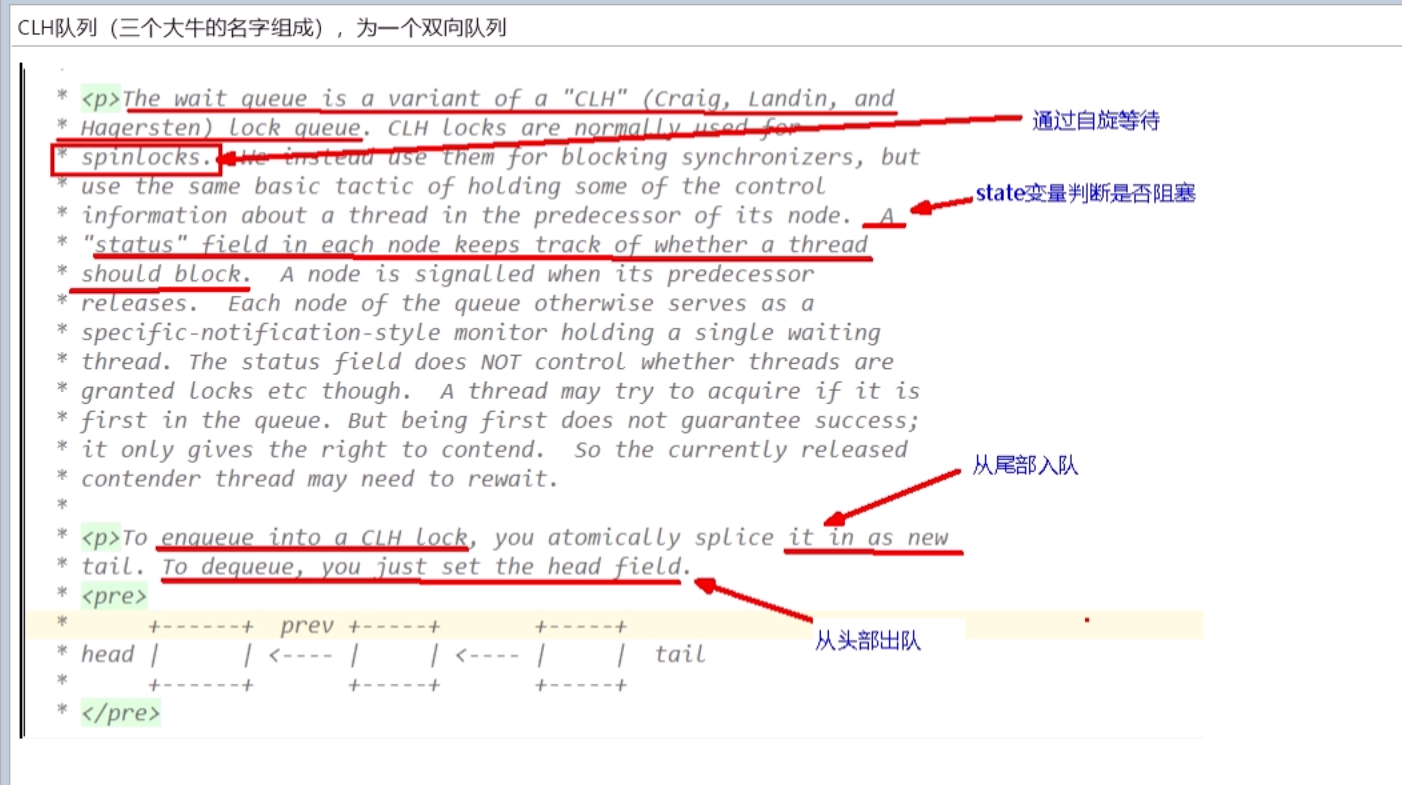 CLH队列（三个大牛的名字组成），为一个双向队列
* <p>The wait queue is a variant of a "CLH" (Craig, Landin, and
* Hagersten) lock queue. CLH locks are normally used for
通过自旋等待
* spinlocks. We instead use them for blocking synchronizers, but
* use the same basic tactic of holding some of the control
state变量判断是否阻塞
* information about a thread in the predecessor of its node. A
* "status" field in each node keeps track of whether a thread
* should block. A node is signalled when its predecessor
* releases. Each node of the queue otherwise serves as a
* specific-notification-style monitor holding a single waiting
* thread. The status field does NOT control whether threads are
* granted locks etc though. A thread may try to acquire if it is
* first in the queue. But being first does not guarantee success;
* it only gives the right to contend. So the currently released
从尾部入队
* contender thread may need to rewait.
*
* <p>To enqueue into a CLH lock, you atomically splice it in as new
* tail. To dequeue, you just set the head field.
* <pre>
* +------+ prev +-----+ +-----+
从头部出队
* head | | <---- | | <---- | | tail
* +------+ +-----+ +-----+
* </pre>